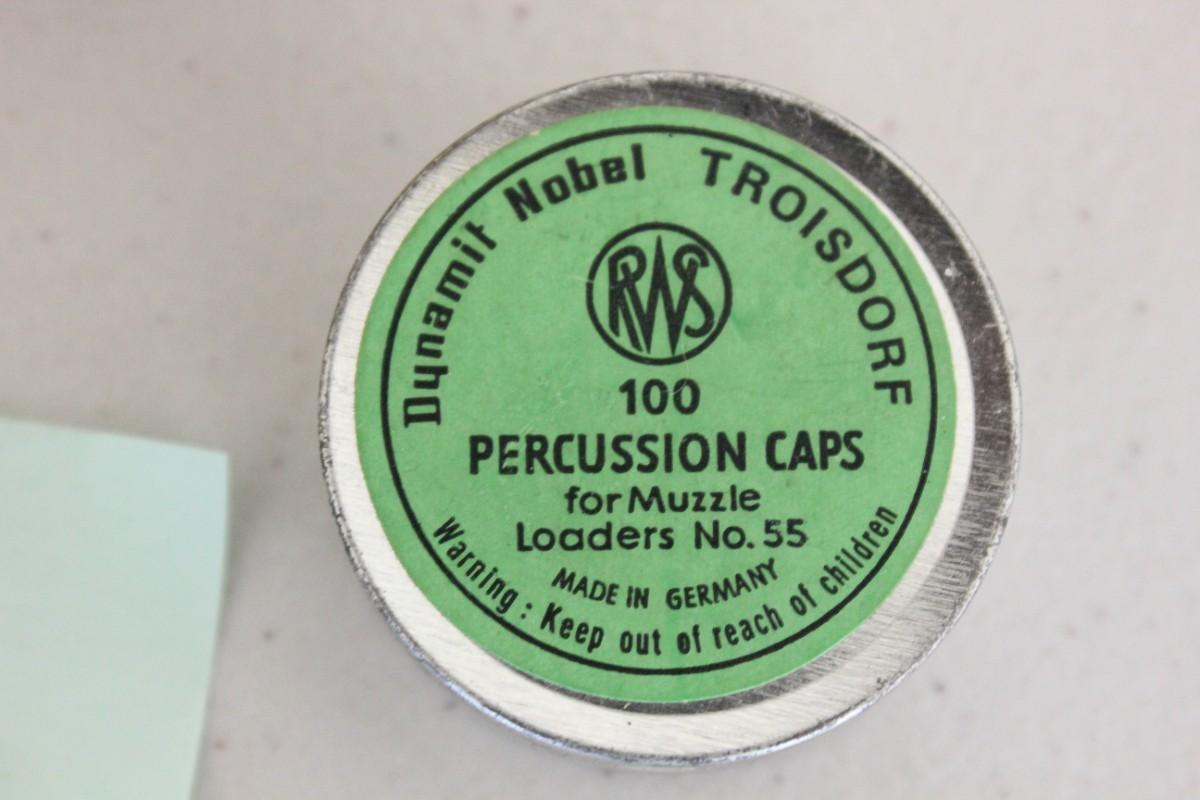 Dynamit Nobel TROISDORF
RWS
100
PERCUSSION CAPS
for Muzzle
Loaders No. 55
MADE IN GERMANY
Warning: Keep out of reach of children